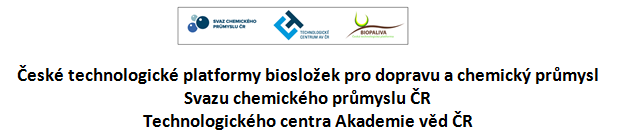 SVAZ CHEMICKÉHO
PRŮMYSLU ČR
TECHNOLOGICKÉ
CENTRUM AV ČR
BIOPALIVA
České technologické platformy biosložek pro dopravu a chemický průmysl
Svazu chemického průmyslu ČR
Technologického centra Akademie věd ČR